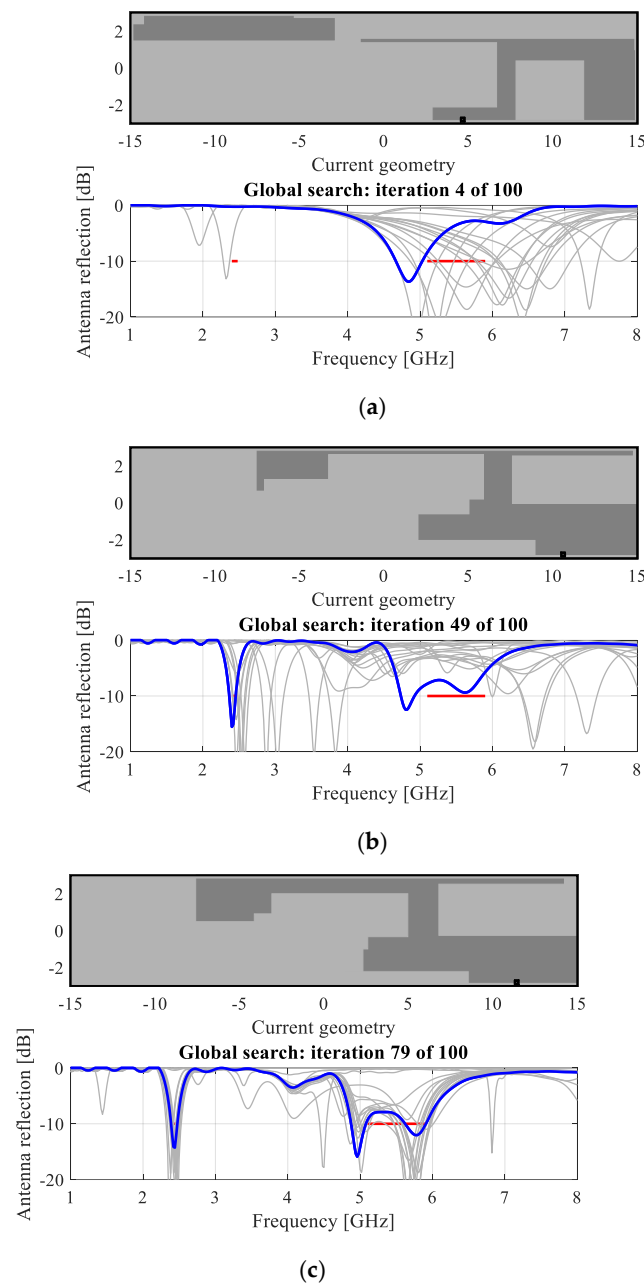 2
0
-2
-15 -10 -5 0 5 10 15
Current geometry
Global search: iteration 4 of 100
Antenna reflection [dB]
0
-10
-20
1 2 3 4 5 6 7 8
Frequency [GHz]
(a)
2
0
-2
-15 -10 -5 0 5 10 15
Current geometry
Global search: iteration 49 of 100
Antenna reflection [dB]
0
-10
-20
1 2 3 4 5 6 7 8
Frequency [GHz]
(b)
2
0
-2
-15 -10 -5 0 5 10 15
Current geometry
Global search: iteration 79 of 100
Antenna reflection [dB]
0
-10
-20
1 2 3 4 5 6 7 8
Frequency [GHz]
(c)